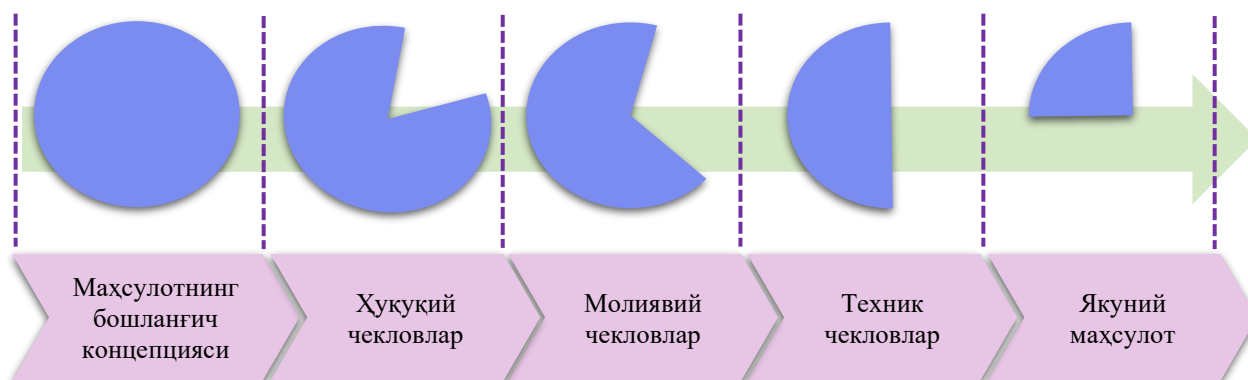 Маҳсулотнинг
бошланғич
концепцияси
Ҳуқуқий
чекловлар
Молиявий
чекловлар
Техник
чекловлар
Якуний
маҳсулот